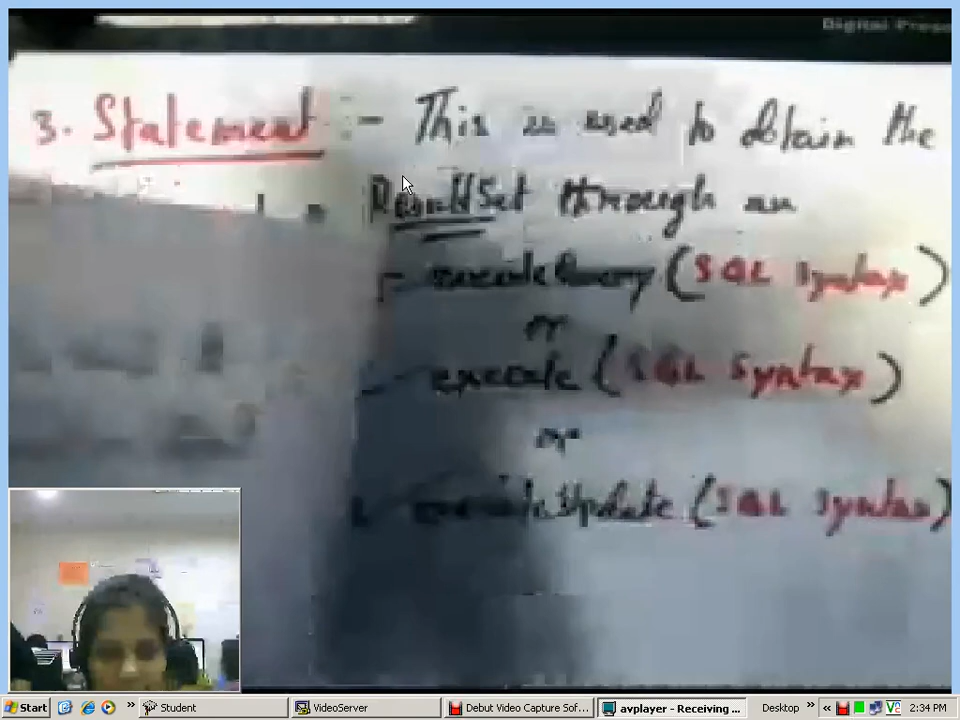 Digital Prese
3. Statement :- This is used to obtain the
ResultSet through an
- executeQuery (SQL Syntax)
or
- execute (SQL Syntax)
or
executeUpdate (SQL Syntax)
Start
Student
VideoServer
Debut Video Capture Sof...
avplayer - Receiving ...
Desktop
2:34 PM